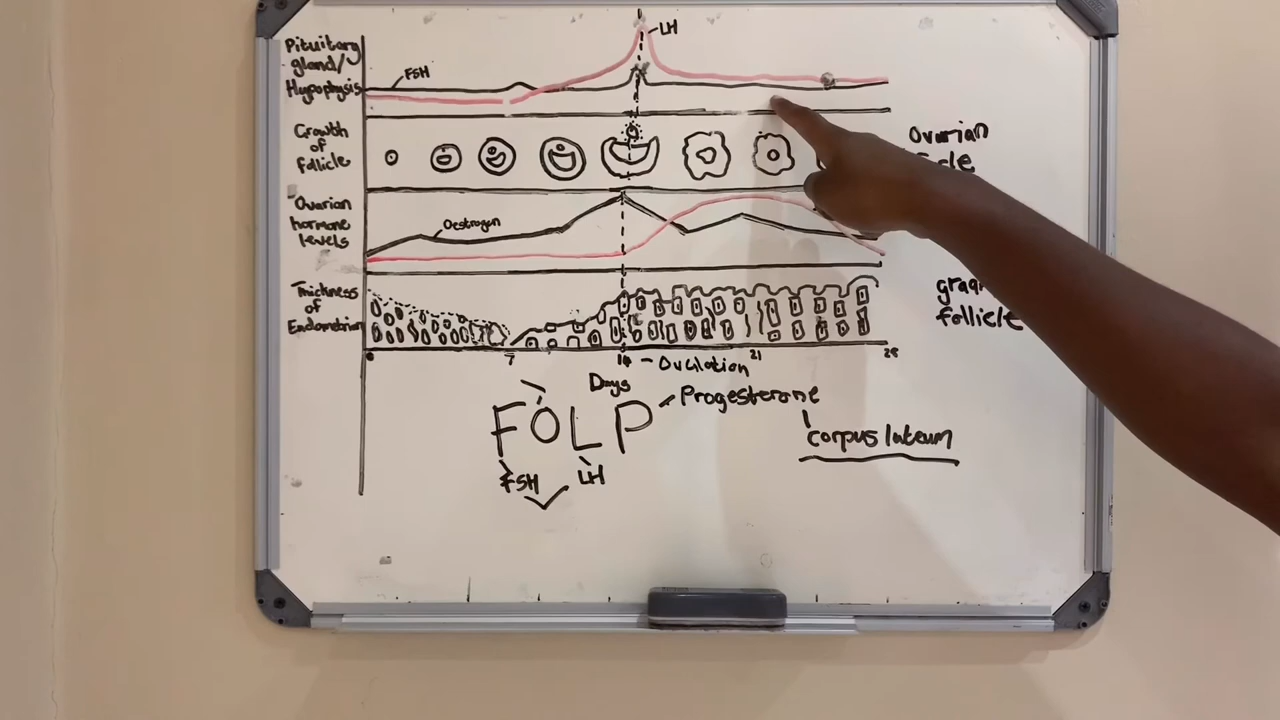 LH
Pituitary
gland/
Hypophysis
FSH
Growth
of
follicle
Ovarian
Ovarian
hormone
levels
Oestrogen
Thickness
of
Endometrium
follicle
0
7
14 - Ovulation
21
28
Days
FOLP
Progesterone
corpus luteum
FSH
LH